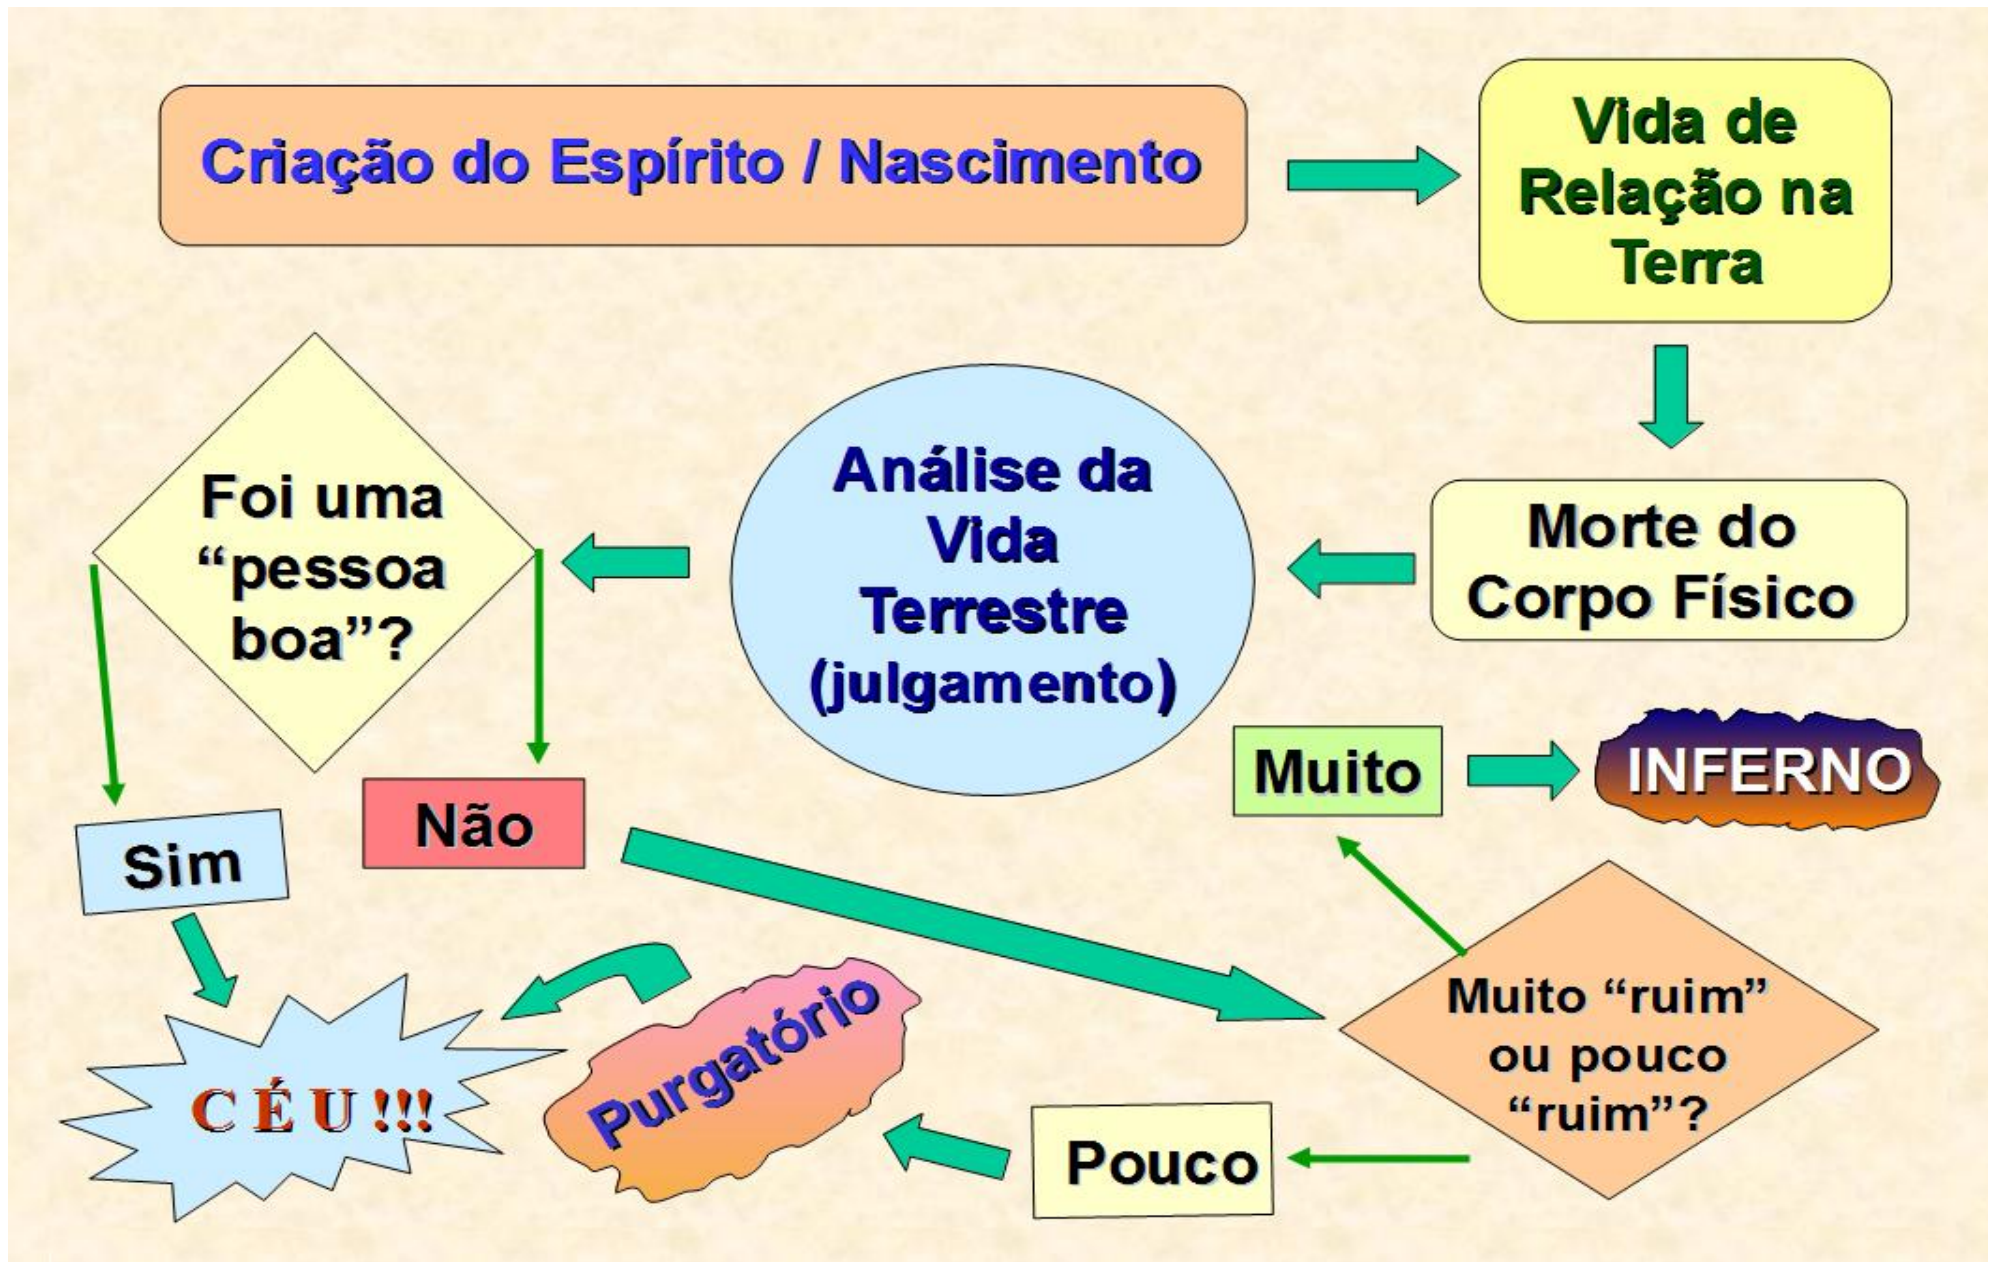 Criação do Espírito / Nascimento
Vida de
Relação na
Terra
Morte do
Corpo Físico
Análise da
Vida
Terrestre
(julgamento)
Foi uma
“pessoa
boa”?
Sim
Não
Muito “ruim”
ou pouco
“ruim”?
Muito
INFERNO
Pouco
Purgatório
C É U !!!